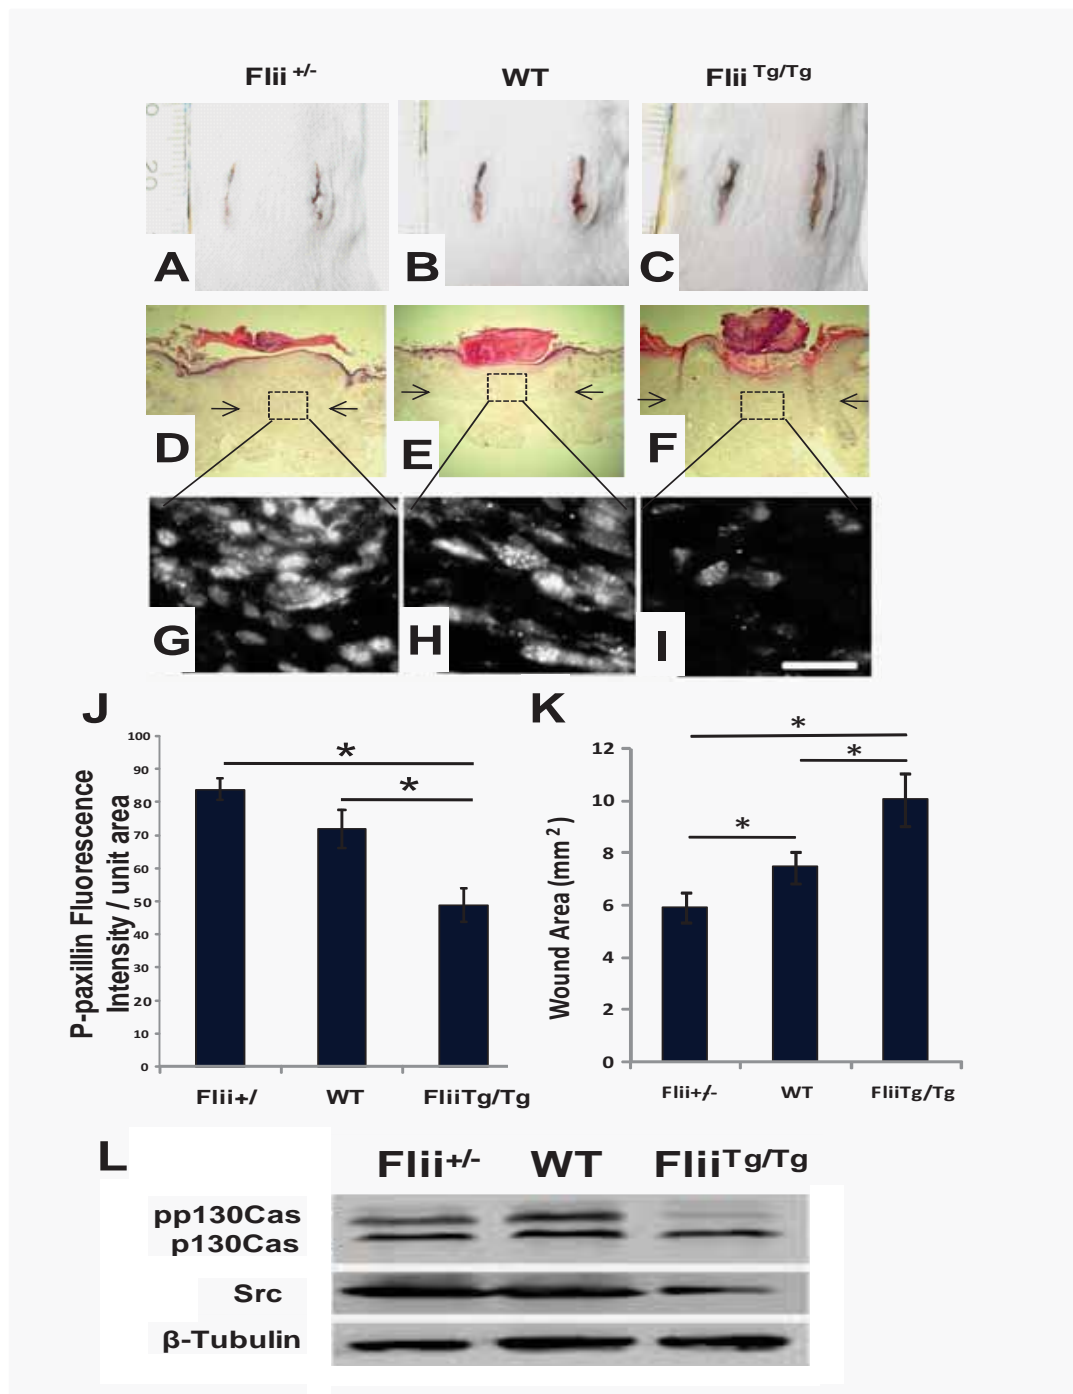 Flii +/- WT Flii Tg/Tg
A B C
D E F
G H I
J K
P-paxillin Fluorescence
Intensity / unit area
100
90
80
70
60
50
40
30
20
10
0
* *
Flii+/ WT FliiTg/Tg
Wound Area (mm 2 )
12
10
8
6
4
2
0
* * *
Flii+/- WT FliiTg/Tg
L
Flii+/- WT FliiTg/Tg
pp130Cas
p130Cas
Src
ß-Tubulin